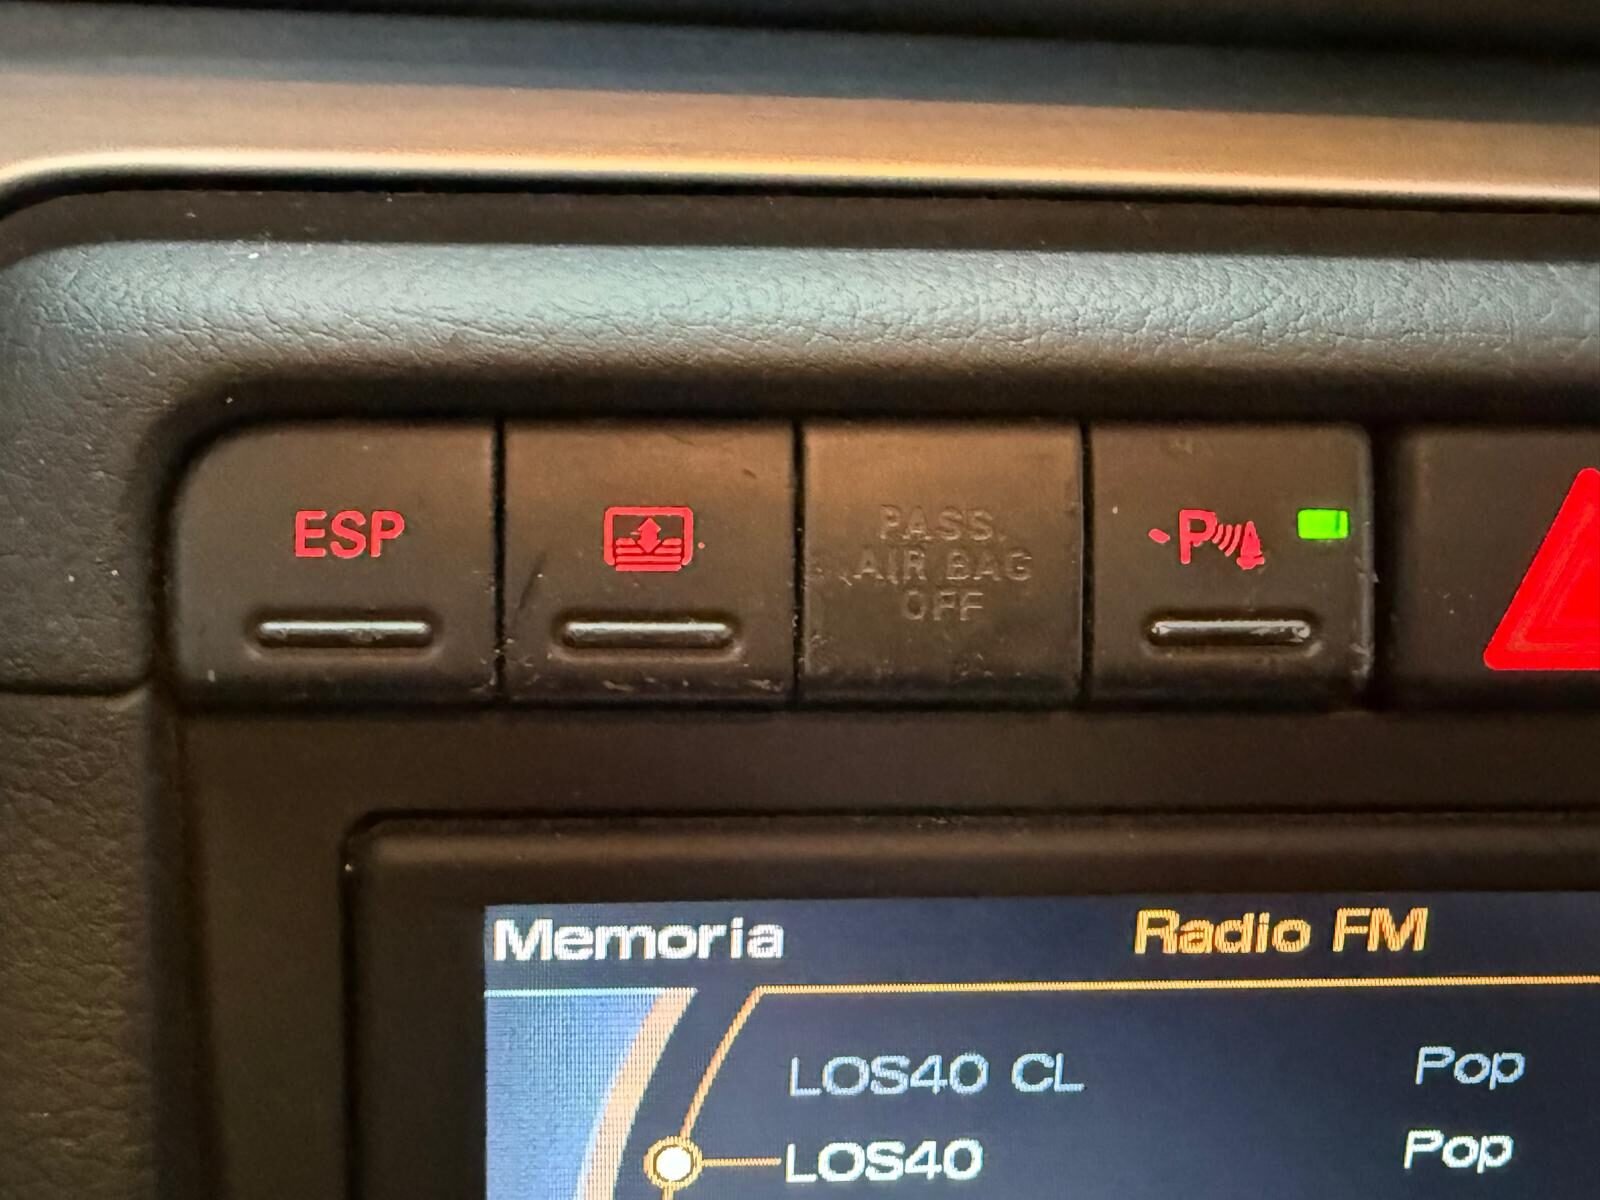 ESP
PASS.
AIR BAG
OFF
P
Memoria
Radio FM
LOS40 CL
Pop
LOS40
Pop